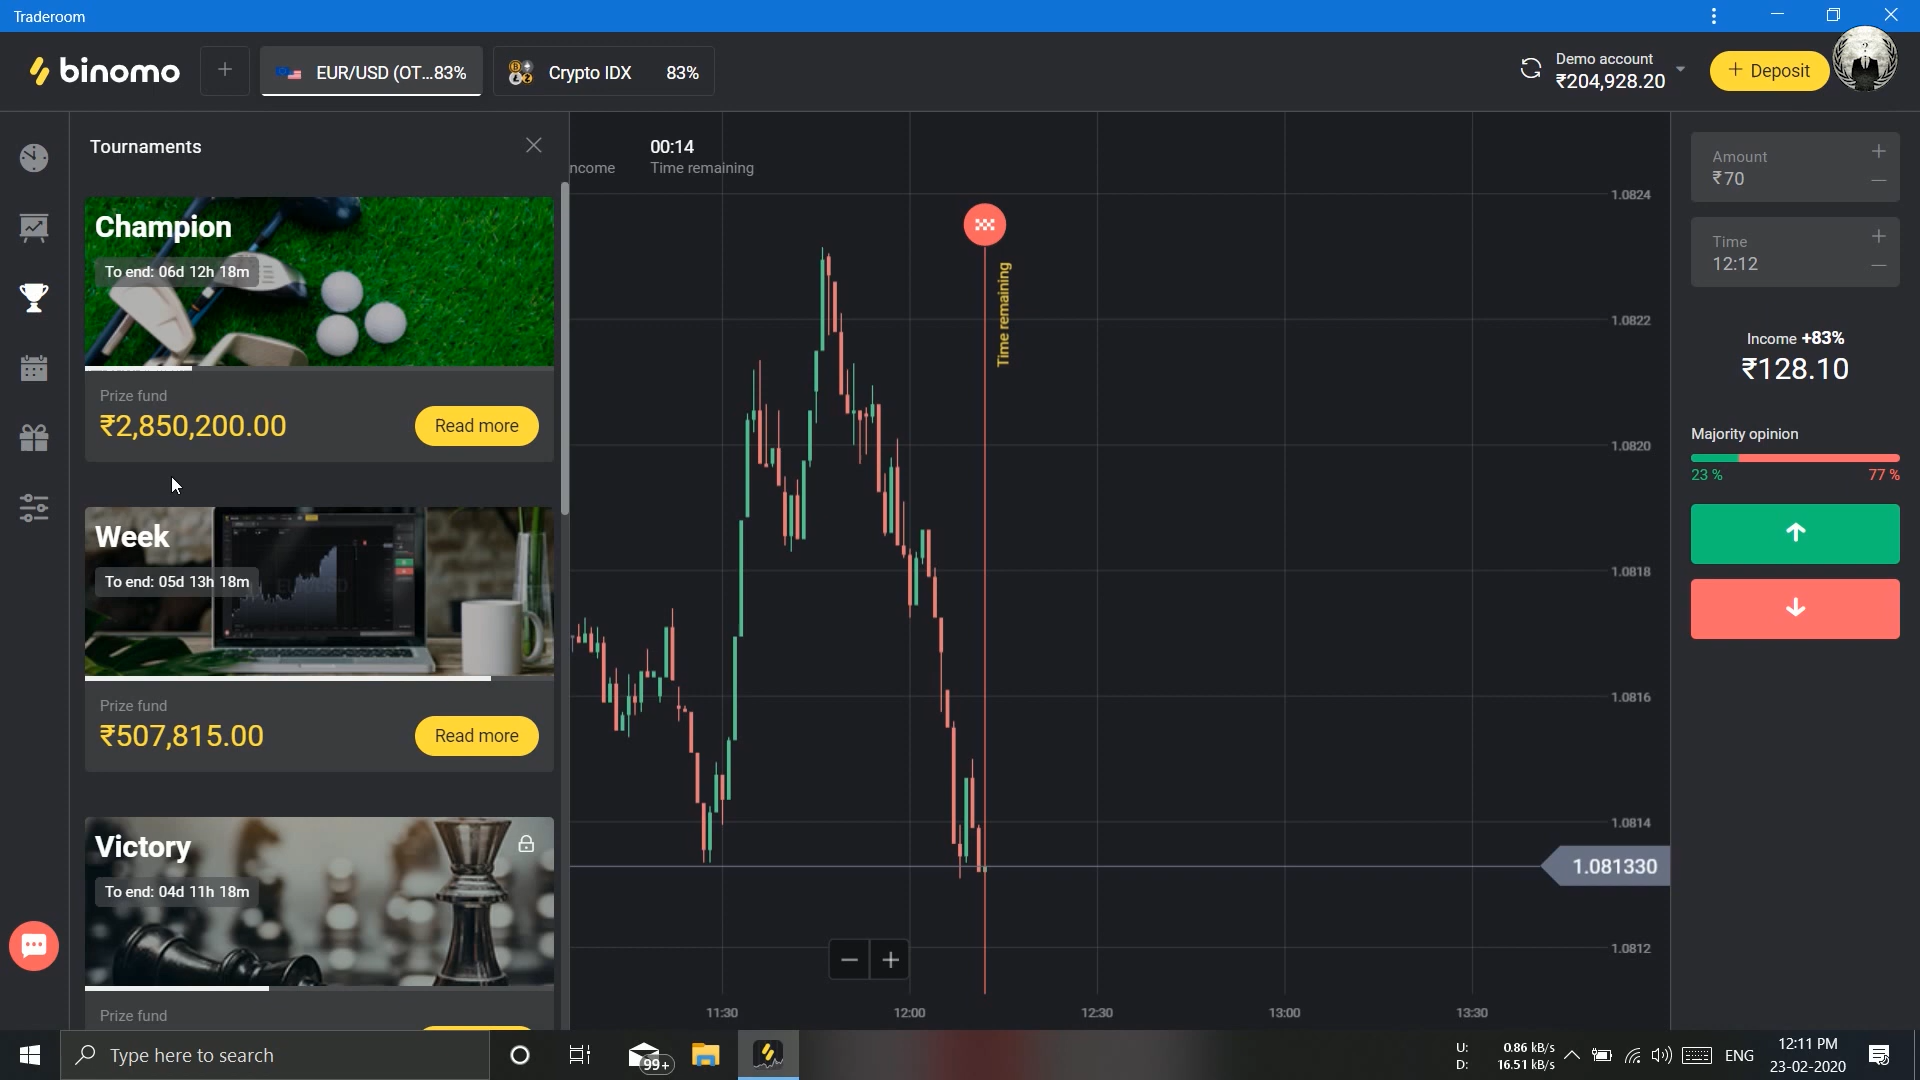 Traderoom
binomo
EUR/USD (OT...83%
Crypto IDX 83%
Demo account
₹204,928.20
+ Deposit
Tournaments
Champion
To end: 06d 12h 18m
Prize fund
₹2,850,200.00
Read more
Week
To end: 05d 13h 18m
Prize fund
₹507,815.00
Read more
Victory
To end: 04d 11h 18m
Prize fund
ncome
00:14
Time remaining
Time remaining
1.0824
1.0822
1.0820
1.0818
1.0816
1.0814
1.081330
1.0812
11:30
12:00
12:30
13:00
13:30
Amount
₹70
Time
12:12
Income +83%
₹128.10
Majority opinion
23 % 77 %
Type here to search
99+
U: 0.86 kB/s
D: 16.51 kB/s
ENG
12:11 PM
23-02-2020